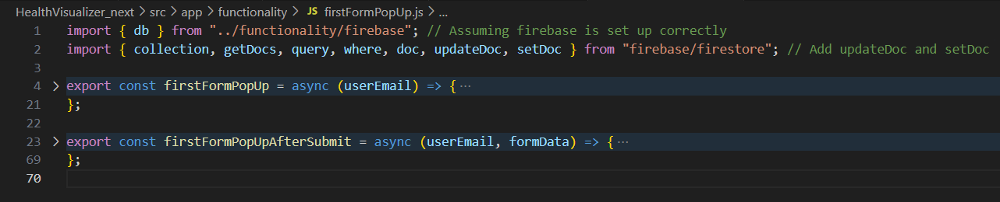 HealthVisualizer_next > src > app > functionality > JS firstFormPopUp.js > ...
1 import { db } from "../functionality/firebase"; // Assuming firebase is set up correctly
2 import { collection, getDocs, query, where, doc, updateDoc, setDoc } from "firebase/firestore"; // Add updateDoc and setDoc
3
4 > export const firstFormPopUp = async (userEmail) => { ...
21 };
22
23 > export const firstFormPopUpAfterSubmit = async (userEmail, formData) => { ...
69 };
70